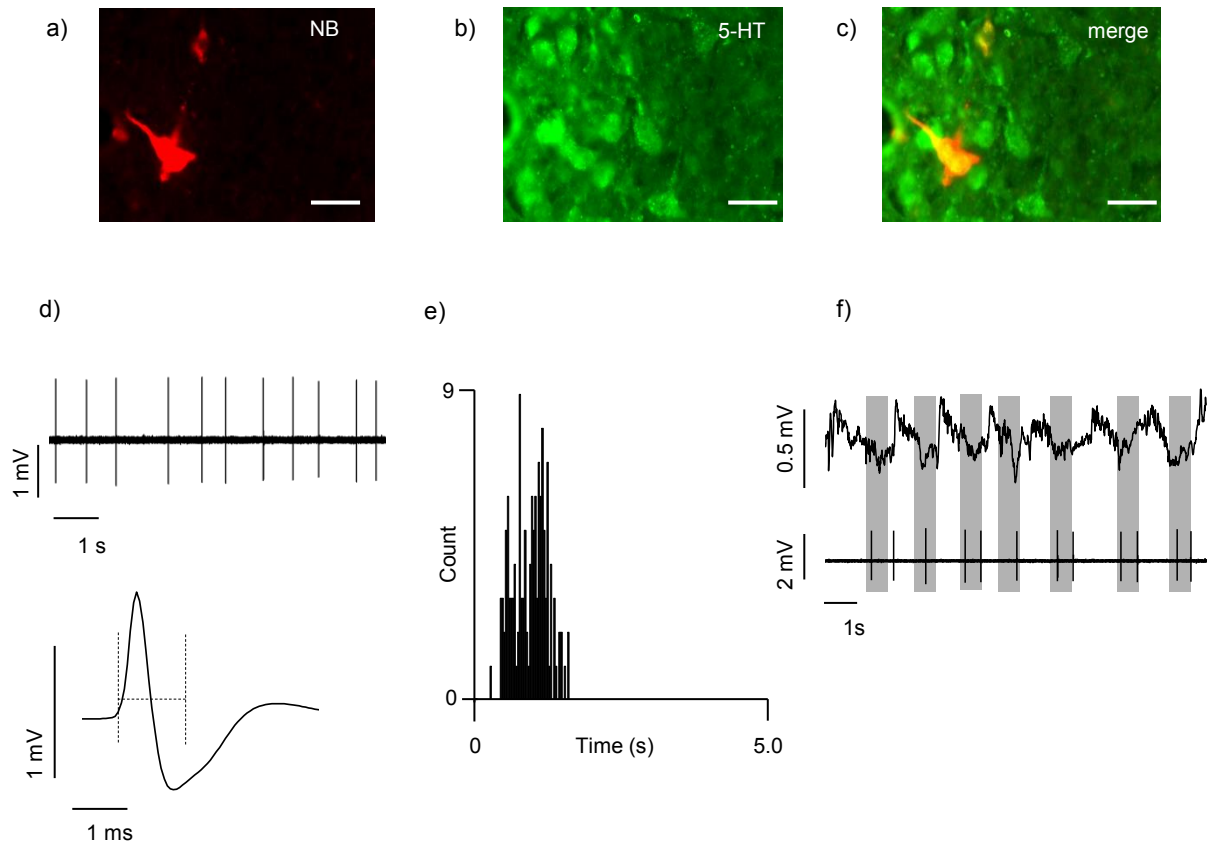 a)
NB
b)
5-HT
c)
merge
d)
1 mV
1 s
1 mV
1 ms
e)
9
Count
0
0
Time (s)
5.0
f)
0.5 mV
2 mV
1s